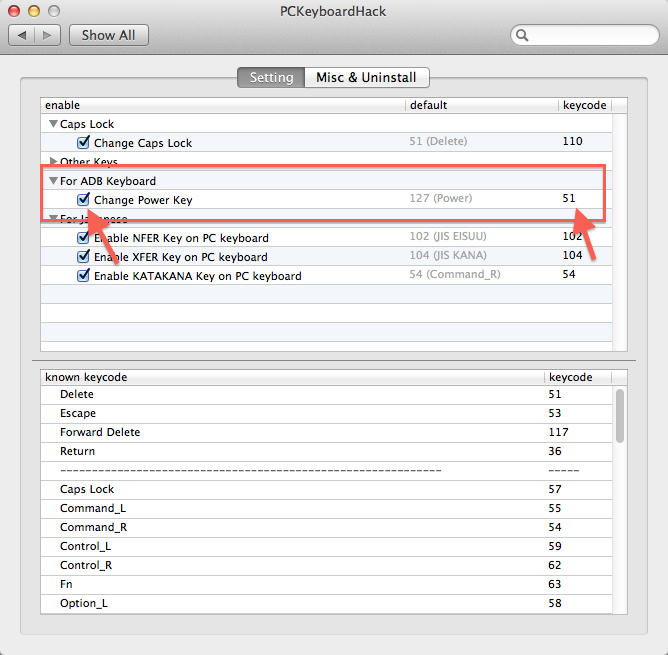 PCKeyboardHack
Show All
Setting Misc & Uninstall
enable default keycode
Caps Lock
Change Caps Lock 51 (Delete) 110
Other Keys
For ADB Keyboard
Change Power Key 127 (Power) 51
For Japanese
Enable NFER Key on PC keyboard 102 (JIS EISUU) 102
Enable XFER Key on PC keyboard 104 (JIS KANA) 104
Enable KATAKANA Key on PC keyboard 54 (Command_R) 54
known keycode keycode
Delete 51
Escape 53
Forward Delete 117
Return 36
------------------------------------------------------- -----
Caps Lock 57
Command_L 55
Command_R 54
Control_L 59
Control_R 62
Fn 63
Option_L 58